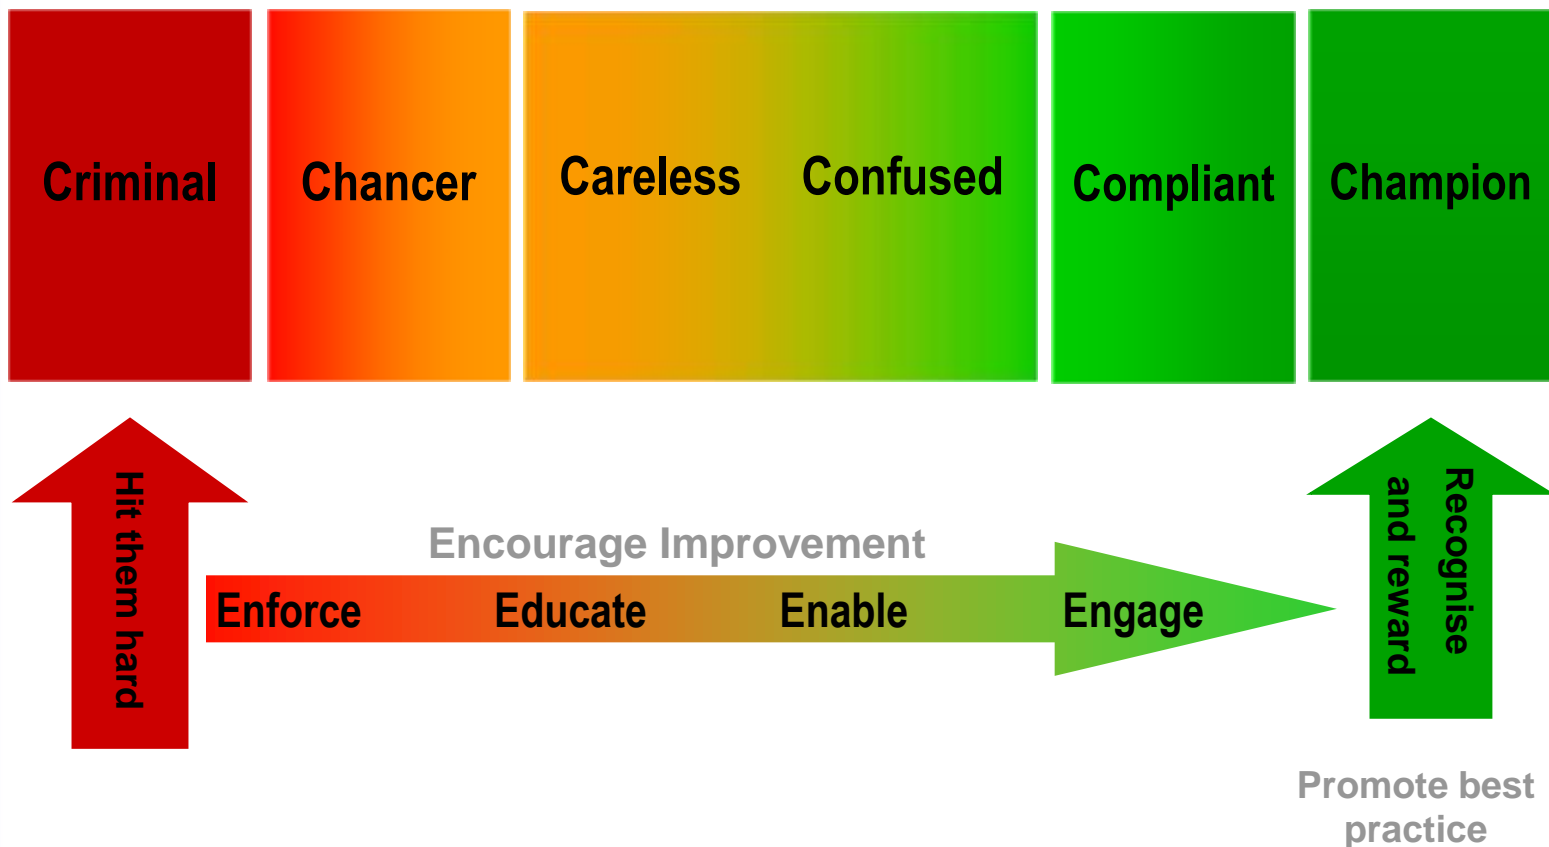 Criminal
Chancer
Careless
Confused
Compliant
Champion
Hit them hard
Encourage Improvement
Enforce
Educate
Enable
Engage
Recognise
and reward
Promote best
practice